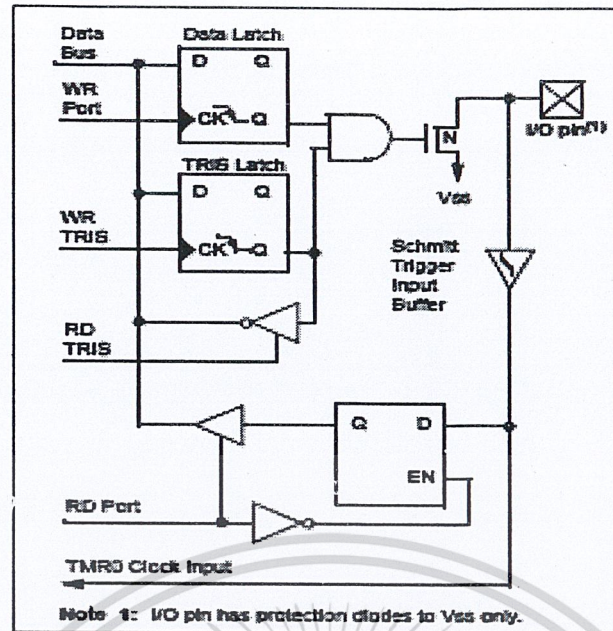 Data Bus
Data Latch
D Q
WR Port
CK Q
N
I/O pin(1)
Vss
TRIS Latch
D Q
WR TRIS
CK Q
Schmitt Trigger Input Buffer
RD TRIS
Q D
EN
RD Port
TMR0 Clock Input
Note 1: I/O pin has protection diodes to Vss only.